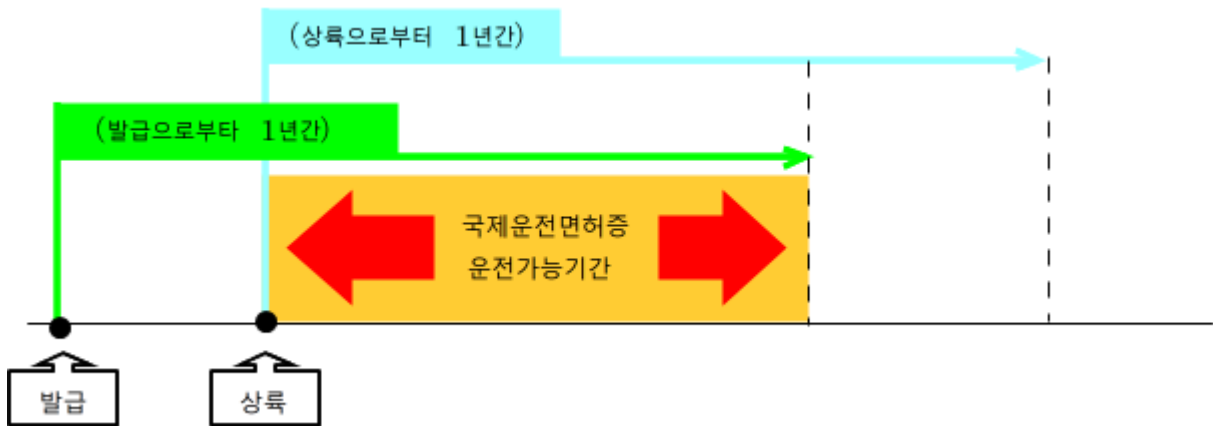 (상륙으로부터 1년간)
(발급으로부타 1년간)
국제운전면허증
운전가능기간
발급
상륙